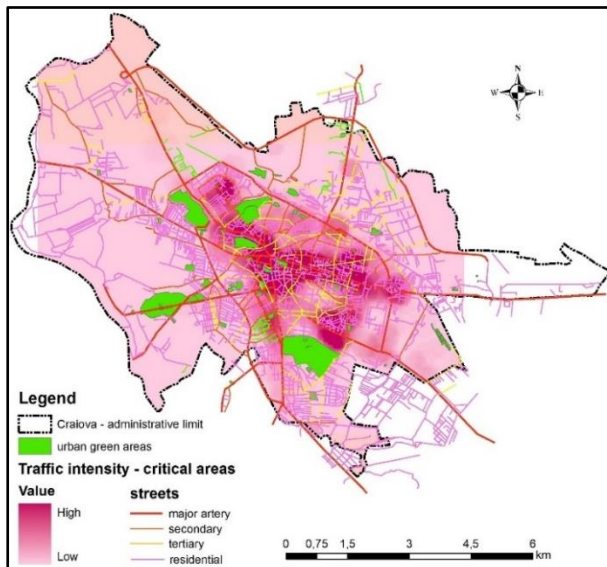 N
W E
S
Legend
Craiova - administrative limit
urban green areas
Traffic intensity - critical areas
Value
High
Low
streets
major artery
secondary
tertiary
residential
0 0,75 1,5 3 4,5 6
km